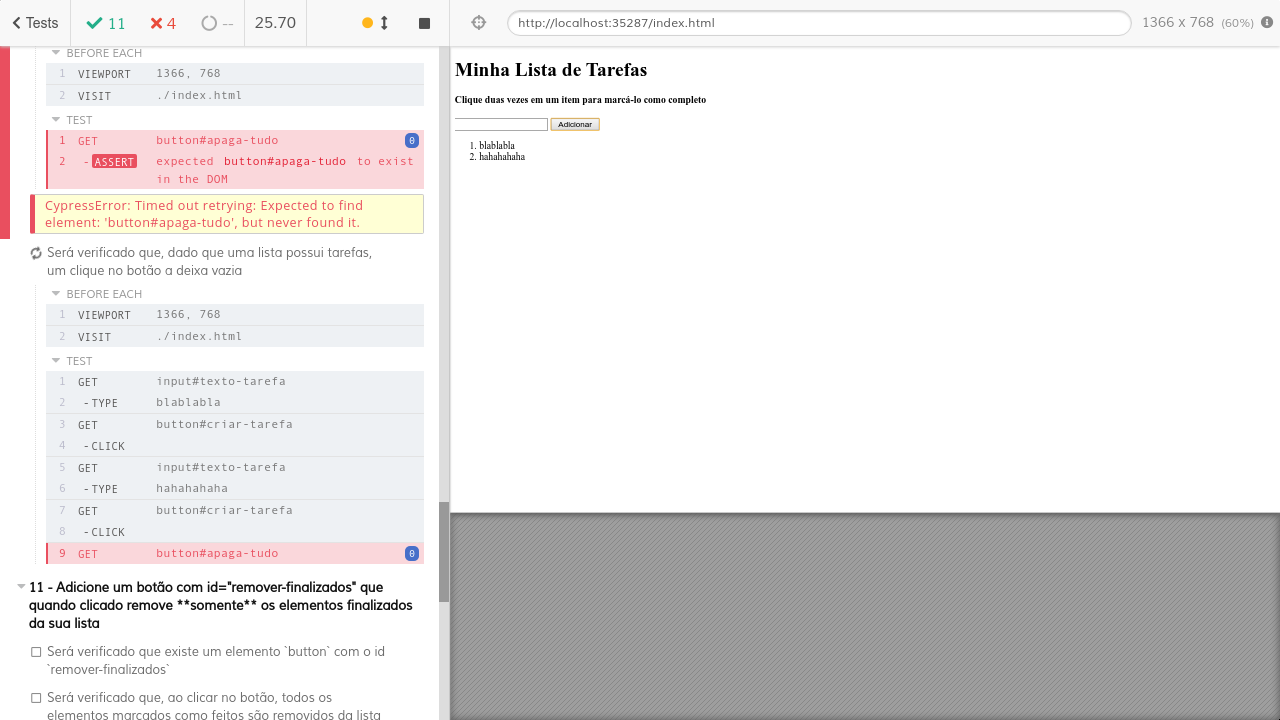 Tests 11 4 -- 25.70
http://localhost:35287/index.html 1366 x 768 (60%)
BEFORE EACH
1 VIEWPORT 1366, 768
2 VISIT ./index.html
TEST
1 GET button#apaga-tudo 0
2 -ASSERT expected button#apaga-tudo to exist
in the DOM
CypressError: Timed out retrying: Expected to find
element: 'button#apaga-tudo', but never found it.
Será verificado que, dado que uma lista possui tarefas,
um clique no botão a deixa vazia
BEFORE EACH
1 VIEWPORT 1366, 768
2 VISIT ./index.html
TEST
1 GET input#texto-tarefa
2 -TYPE blablabla
3 GET button#criar-tarefa
4 -CLICK
5 GET input#texto-tarefa
6 -TYPE hahahahaha
7 GET button#criar-tarefa
8 -CLICK
9 GET button#apaga-tudo 0
11 - Adicione um botão com id="remover-finalizados" que
quando clicado remove **somente** os elementos finalizados
da sua lista
Será verificado que existe um elemento `button` com o id
`remover-finalizados`
Será verificado que, ao clicar no botão, todos os
elementos marcados como feitos são removidos da lista
Minha Lista de Tarefas
Clique duas vezes em um item para marcá-lo como completo
Adicionar
1. blablabla
2. hahahahaha